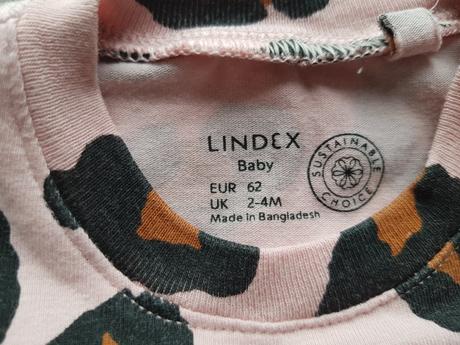 LINDEX
Baby
EUR 62
UK 2-4M
Made in Bangladesh
SUSTAINABLE
CHOICE